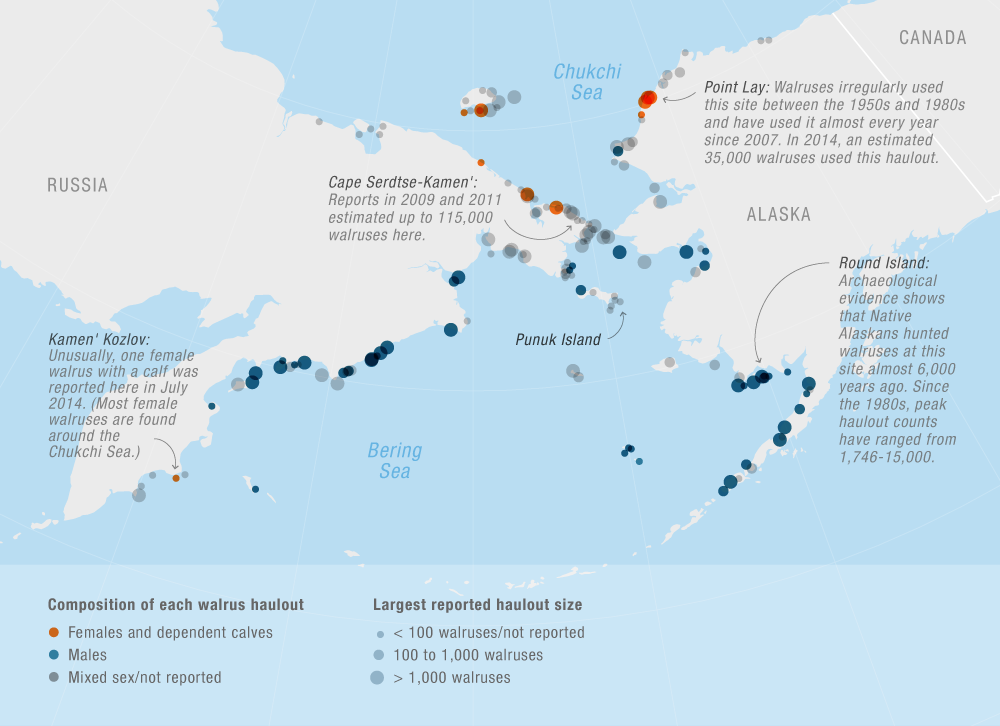 CANADA
Chukchi
Sea
Point Lay: Walruses irregularly used
this site between the 1950s and 1980s
and have used it almost every year
since 2007. In 2014, an estimated
35,000 walruses used this haulout.
RUSSIA
Cape Serdtse-Kamen':
Reports in 2009 and 2011
estimated up to 115,000
walruses here.
ALASKA
Round Island:
Archaeological
evidence shows
that Native
Alaskans hunted
walruses at this
site almost 6,000
years ago. Since
the 1980s, peak
haulout counts
have ranged from
1,746-15,000.
Punuk Island
Kamen' Kozlov:
Unusually, one female
walrus with a calf was
reported here in July
2014. (Most female
walruses are found
around the
Chukchi Sea.)
Bering
Sea
Composition of each walrus haulout
Females and dependent calves
Males
Mixed sex/not reported
Largest reported haulout size
< 100 walruses/not reported
100 to 1,000 walruses
> 1,000 walruses